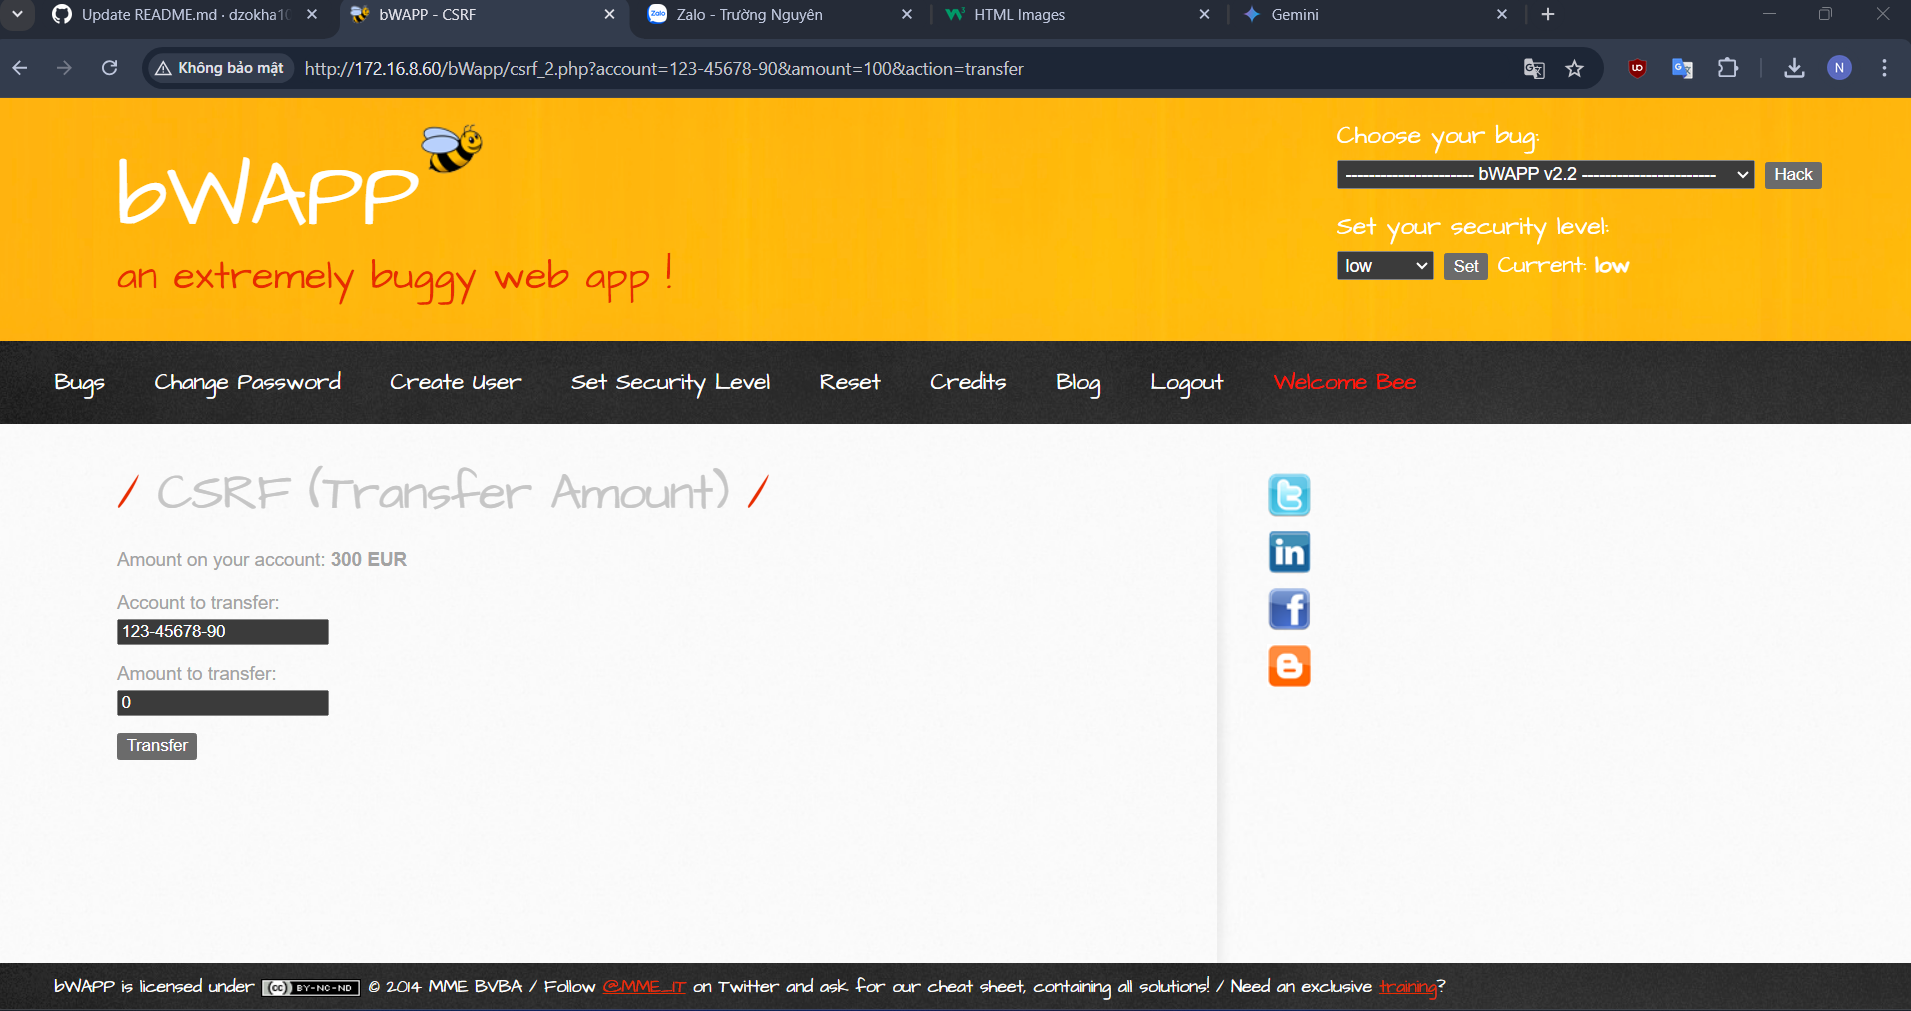 Update README.md · dzokha10
bWAPP - CSRF
Zalo - Trường Nguyên
HTML Images
Gemini
Không bảo mật
http://172.16.8.60/bWapp/csrf_2.php?account=123-45678-90&amount=100&action=transfer
N
bWAPP
an extremely buggy web app !
Choose your bug:
---------------------- bWAPP v2.2 -----------------------
Hack
Set your security level:
low
Set
Current: low
Bugs
Change Password
Create User
Set Security Level
Reset
Credits
Blog
Logout
Welcome Bee
/ CSRF (Transfer Amount) /
Amount on your account: 300 EUR
Account to transfer:
123-45678-90
Amount to transfer:
0
Transfer
bWAPP is licensed under (cc) BY-NC-ND © 2014 MME BVBA / Follow @MME_IT on Twitter and ask for our cheat sheet, containing all solutions! / Need an exclusive training?